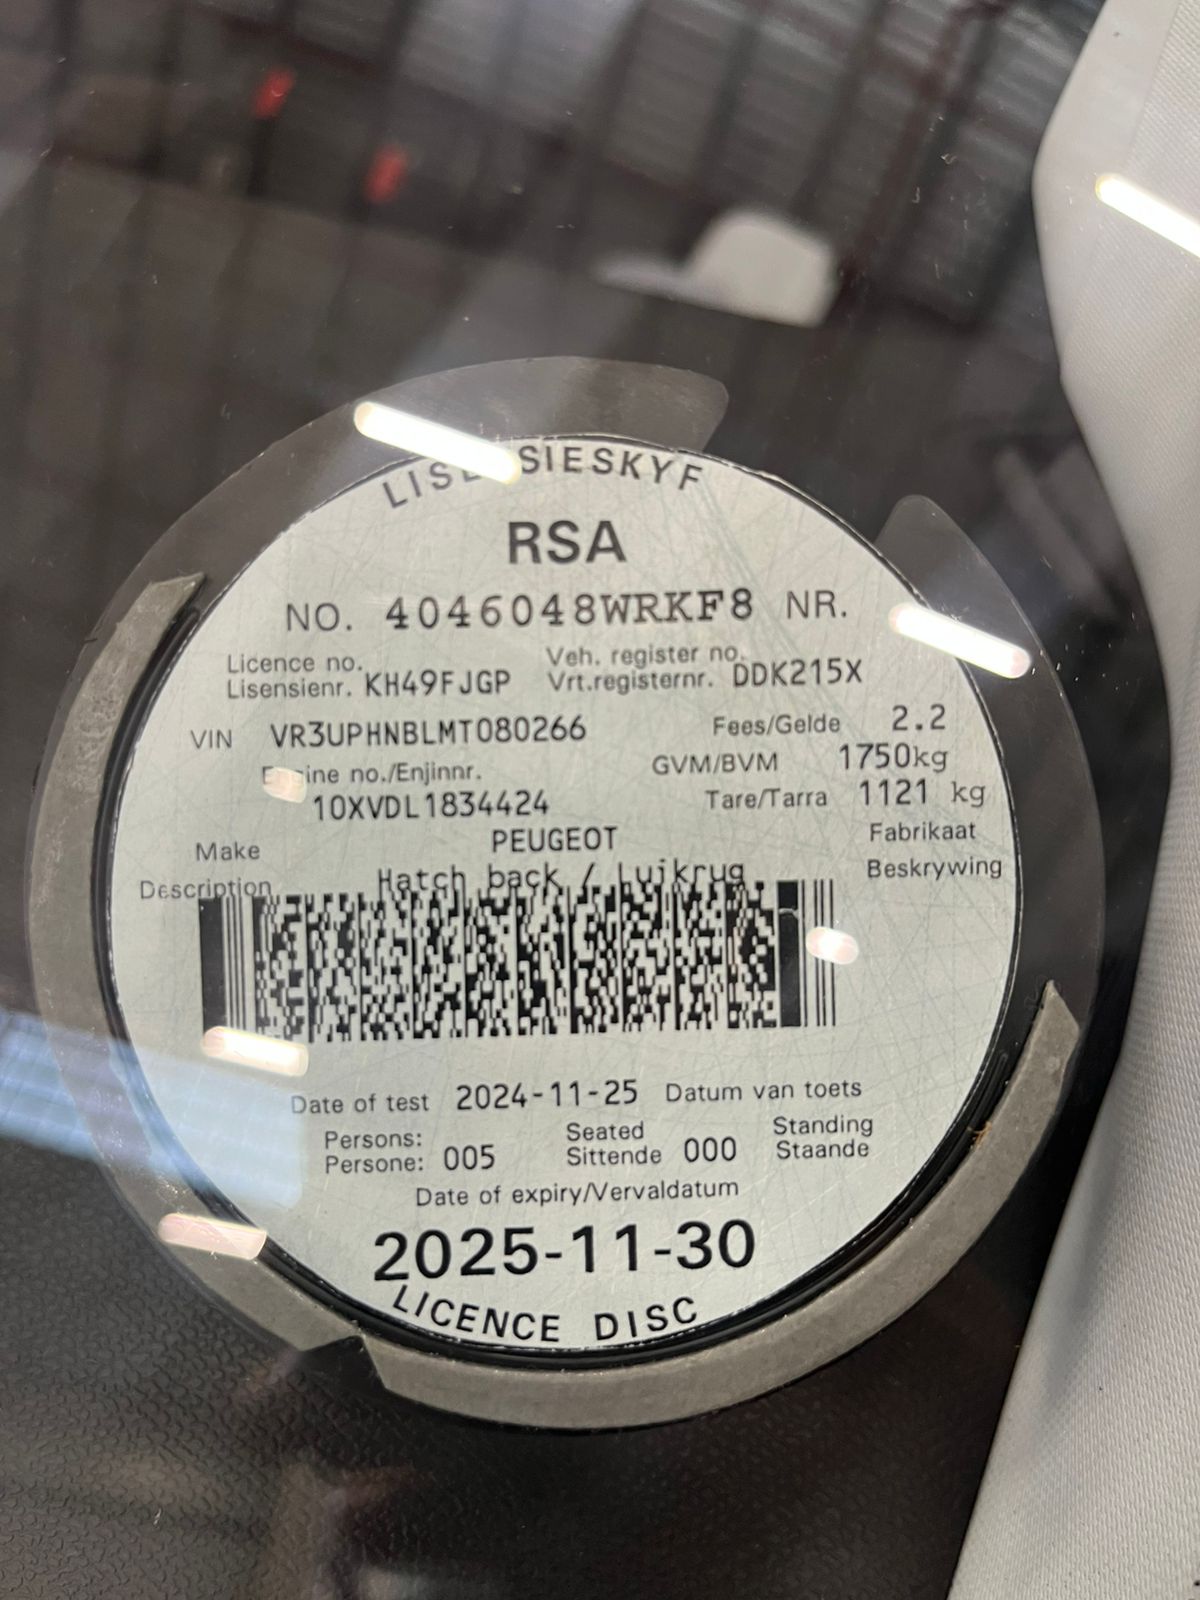 LISENSIESKYF
RSA
NO. 4046048WRKF8 NR.
Licence no. Veh. register no.
Lisensienr. KH49FJGP Vrt.registernr. DDK215X
VIN VR3UPHNBLMT080266 Fees/Gelde 2.2
Engine no./Enjinnr. GVM/BVM 1750kg
10XVDL1834424 Tare/Tarra 1121 kg
Make PEUGEOT Fabrikaat
Description Hatch back / Luikrug Beskrywing
Date of test 2024-11-25 Datum van toets
Persons: Seated Standing
Persone: 005 Sittende 000 Staande
Date of expiry/Vervaldatum
2025-11-30
LICENCE DISC